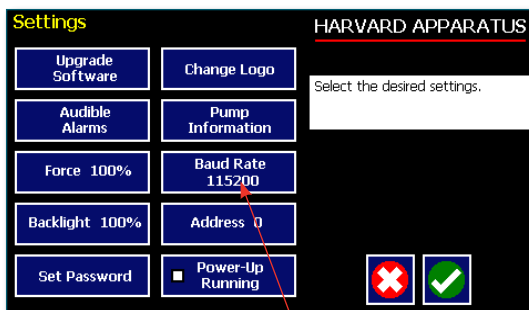 Settings
HARVARD APPARATUS
Upgrade
Software
Change Logo
Select the desired settings.
Audible
Alarms
Pump
Information
Force 100%
Baud Rate
115200
Backlight 100%
Address 0
Set Password
Power-Up
Running